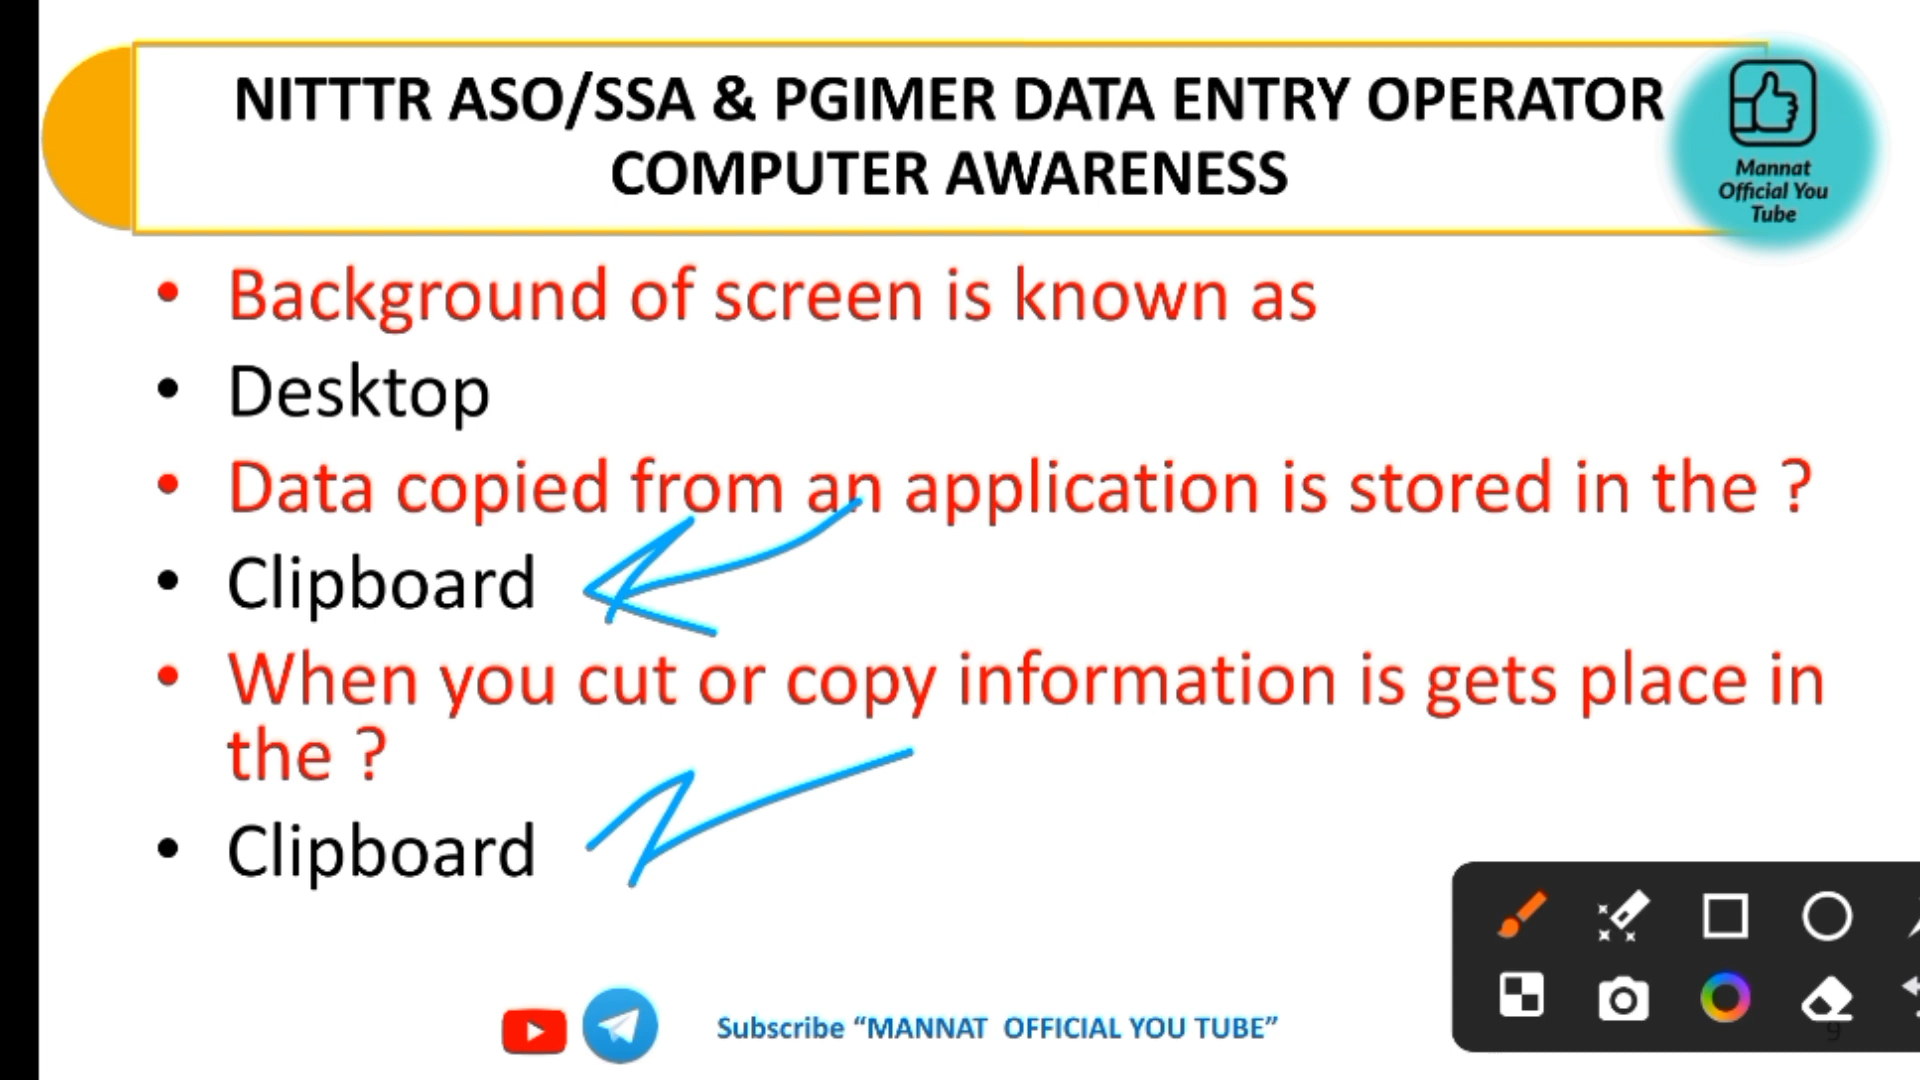 NITTTR ASO/SSA & PGIMER DATA ENTRY OPERATOR
COMPUTER AWARENESS
Mannat
Official You
Tube
• Background of screen is known as
• Desktop
• Data copied from an application is stored in the ?
• Clipboard
• When you cut or copy information is gets place in
the ?
• Clipboard
Subscribe “MANNAT OFFICIAL YOU TUBE”
9